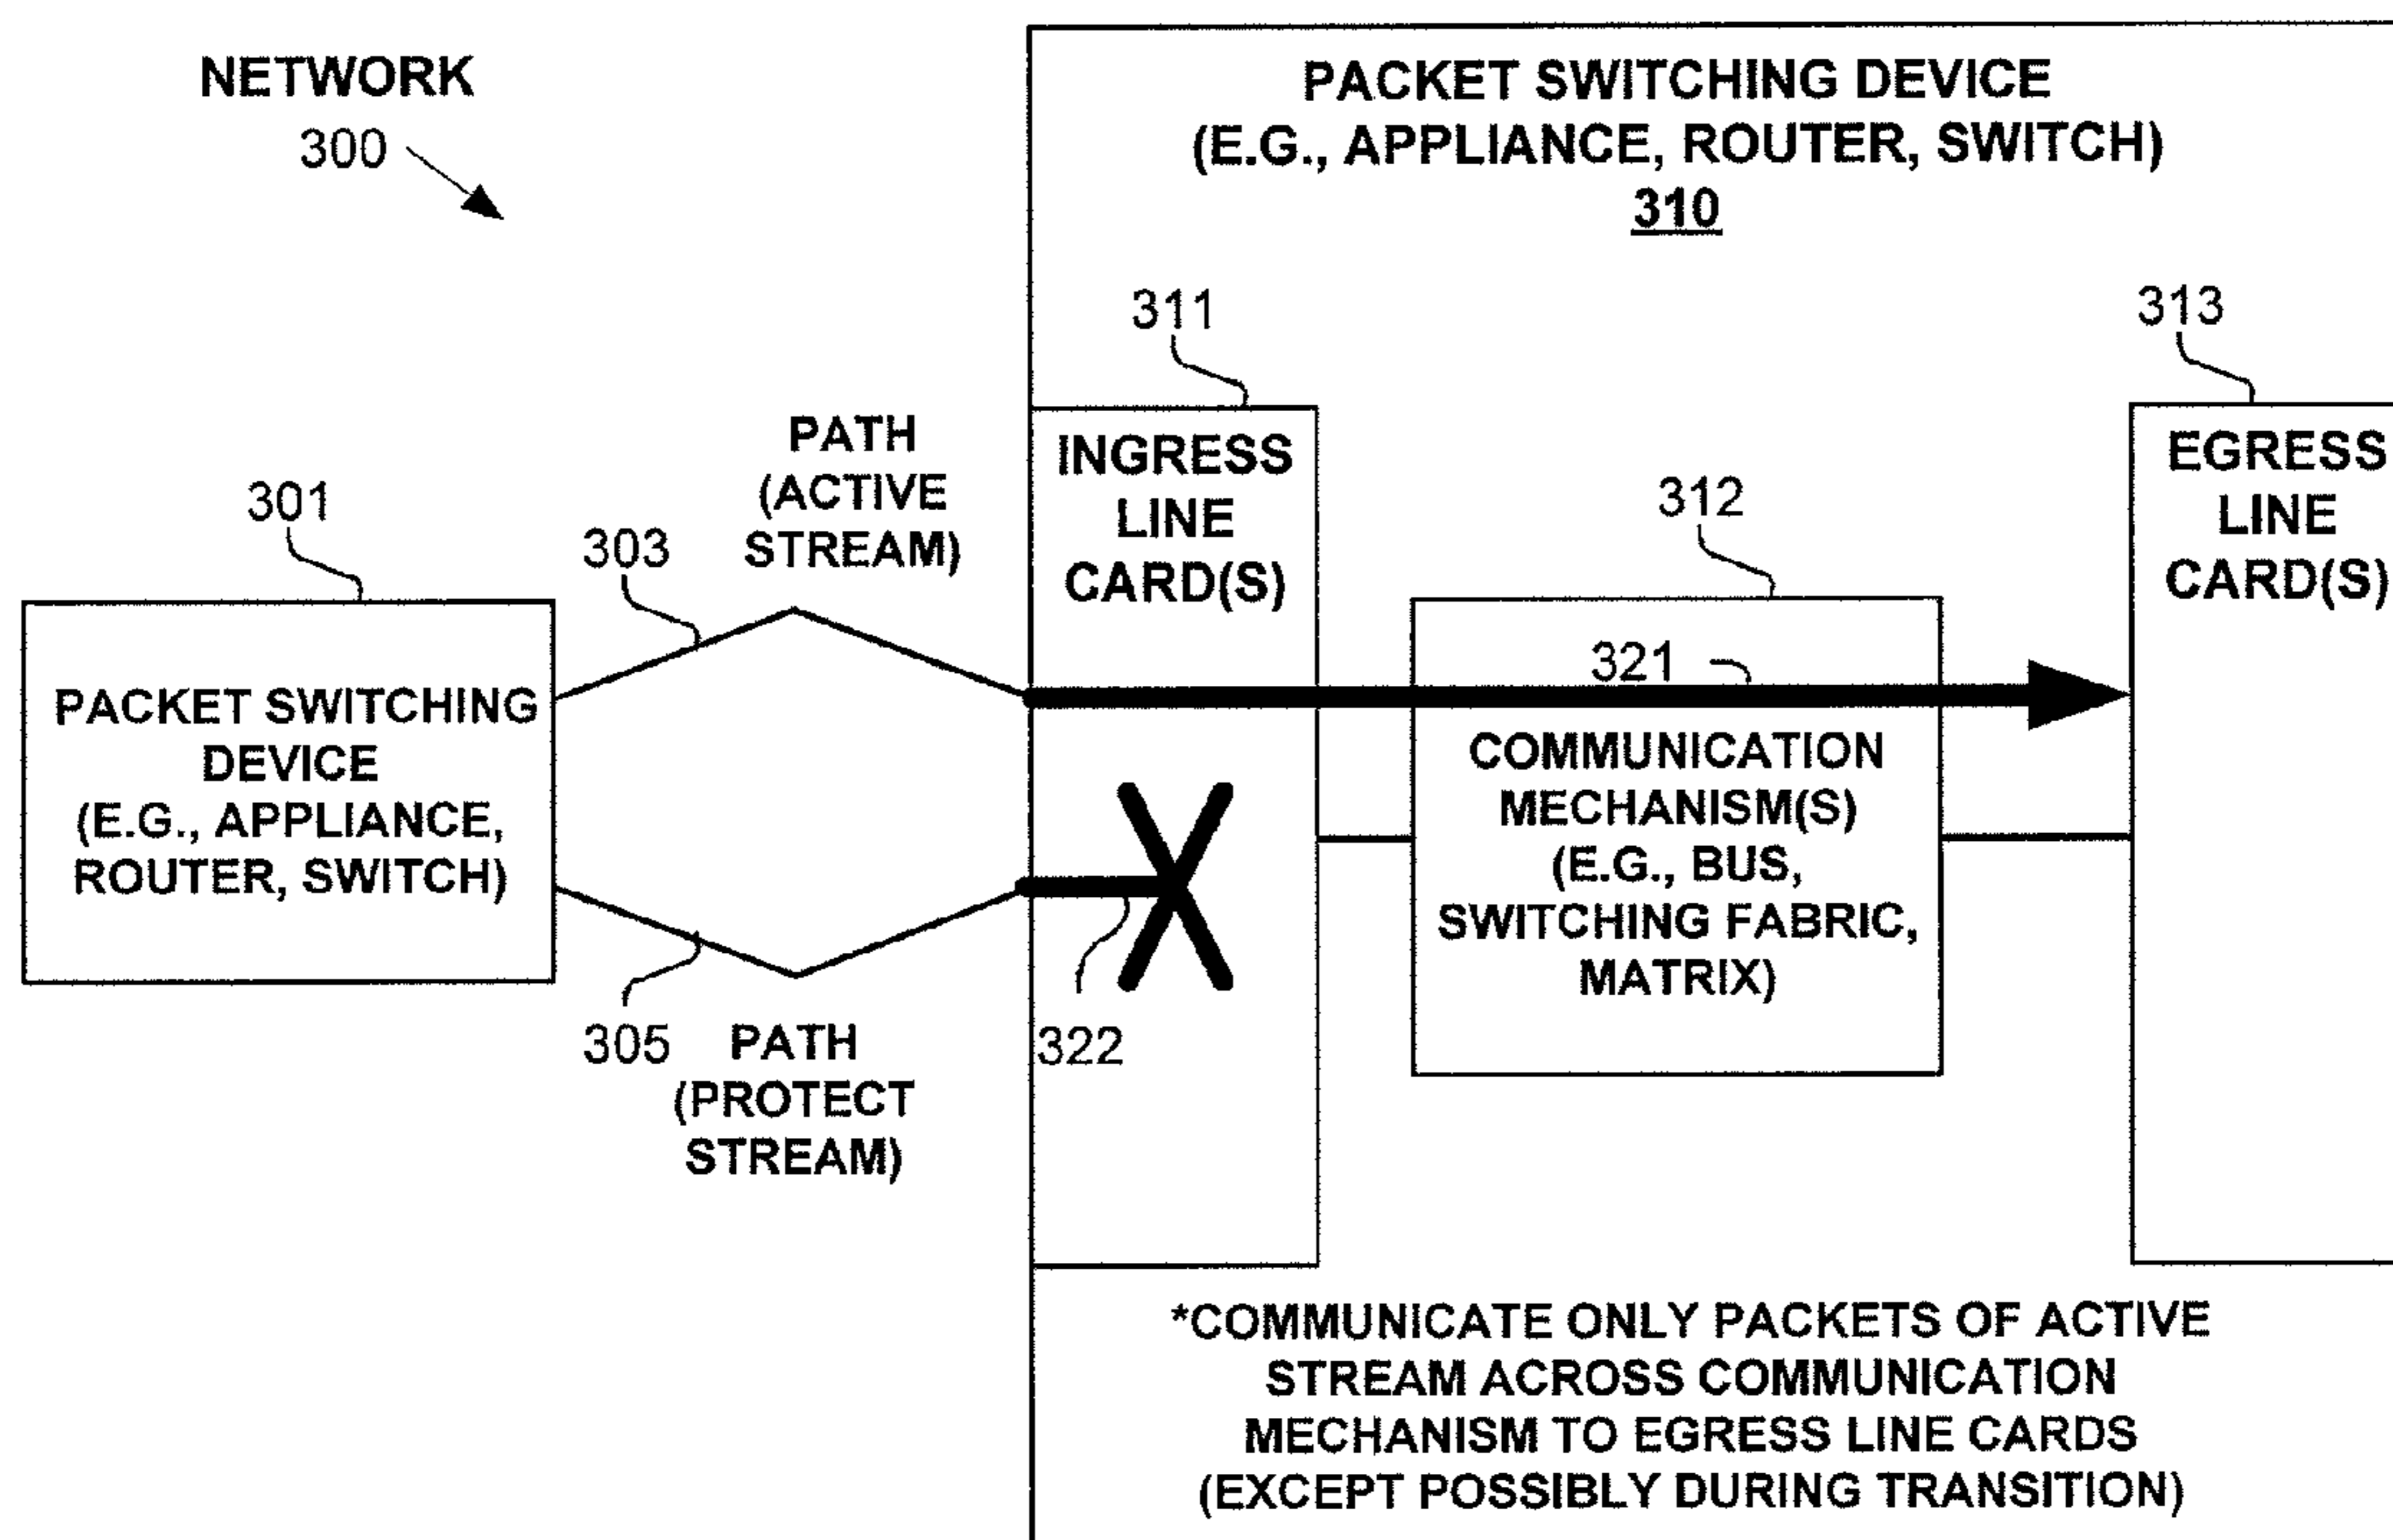 NETWORK
300
PACKET SWITCHING DEVICE
(E.G., APPLIANCE, ROUTER, SWITCH)
310
311
313
301
303
PATH
(ACTIVE
STREAM)
INGRESS
LINE
CARD(S)
312
EGRESS
LINE
CARD(S)
321
PACKET SWITCHING
DEVICE
(E.G., APPLIANCE,
ROUTER, SWITCH)
COMMUNICATION
MECHANISM(S)
(E.G., BUS,
SWITCHING FABRIC,
MATRIX)
305
PATH
(PROTECT
STREAM)
322
*COMMUNICATE ONLY PACKETS OF ACTIVE
STREAM ACROSS COMMUNICATION
MECHANISM TO EGRESS LINE CARDS
(EXCEPT POSSIBLY DURING TRANSITION)